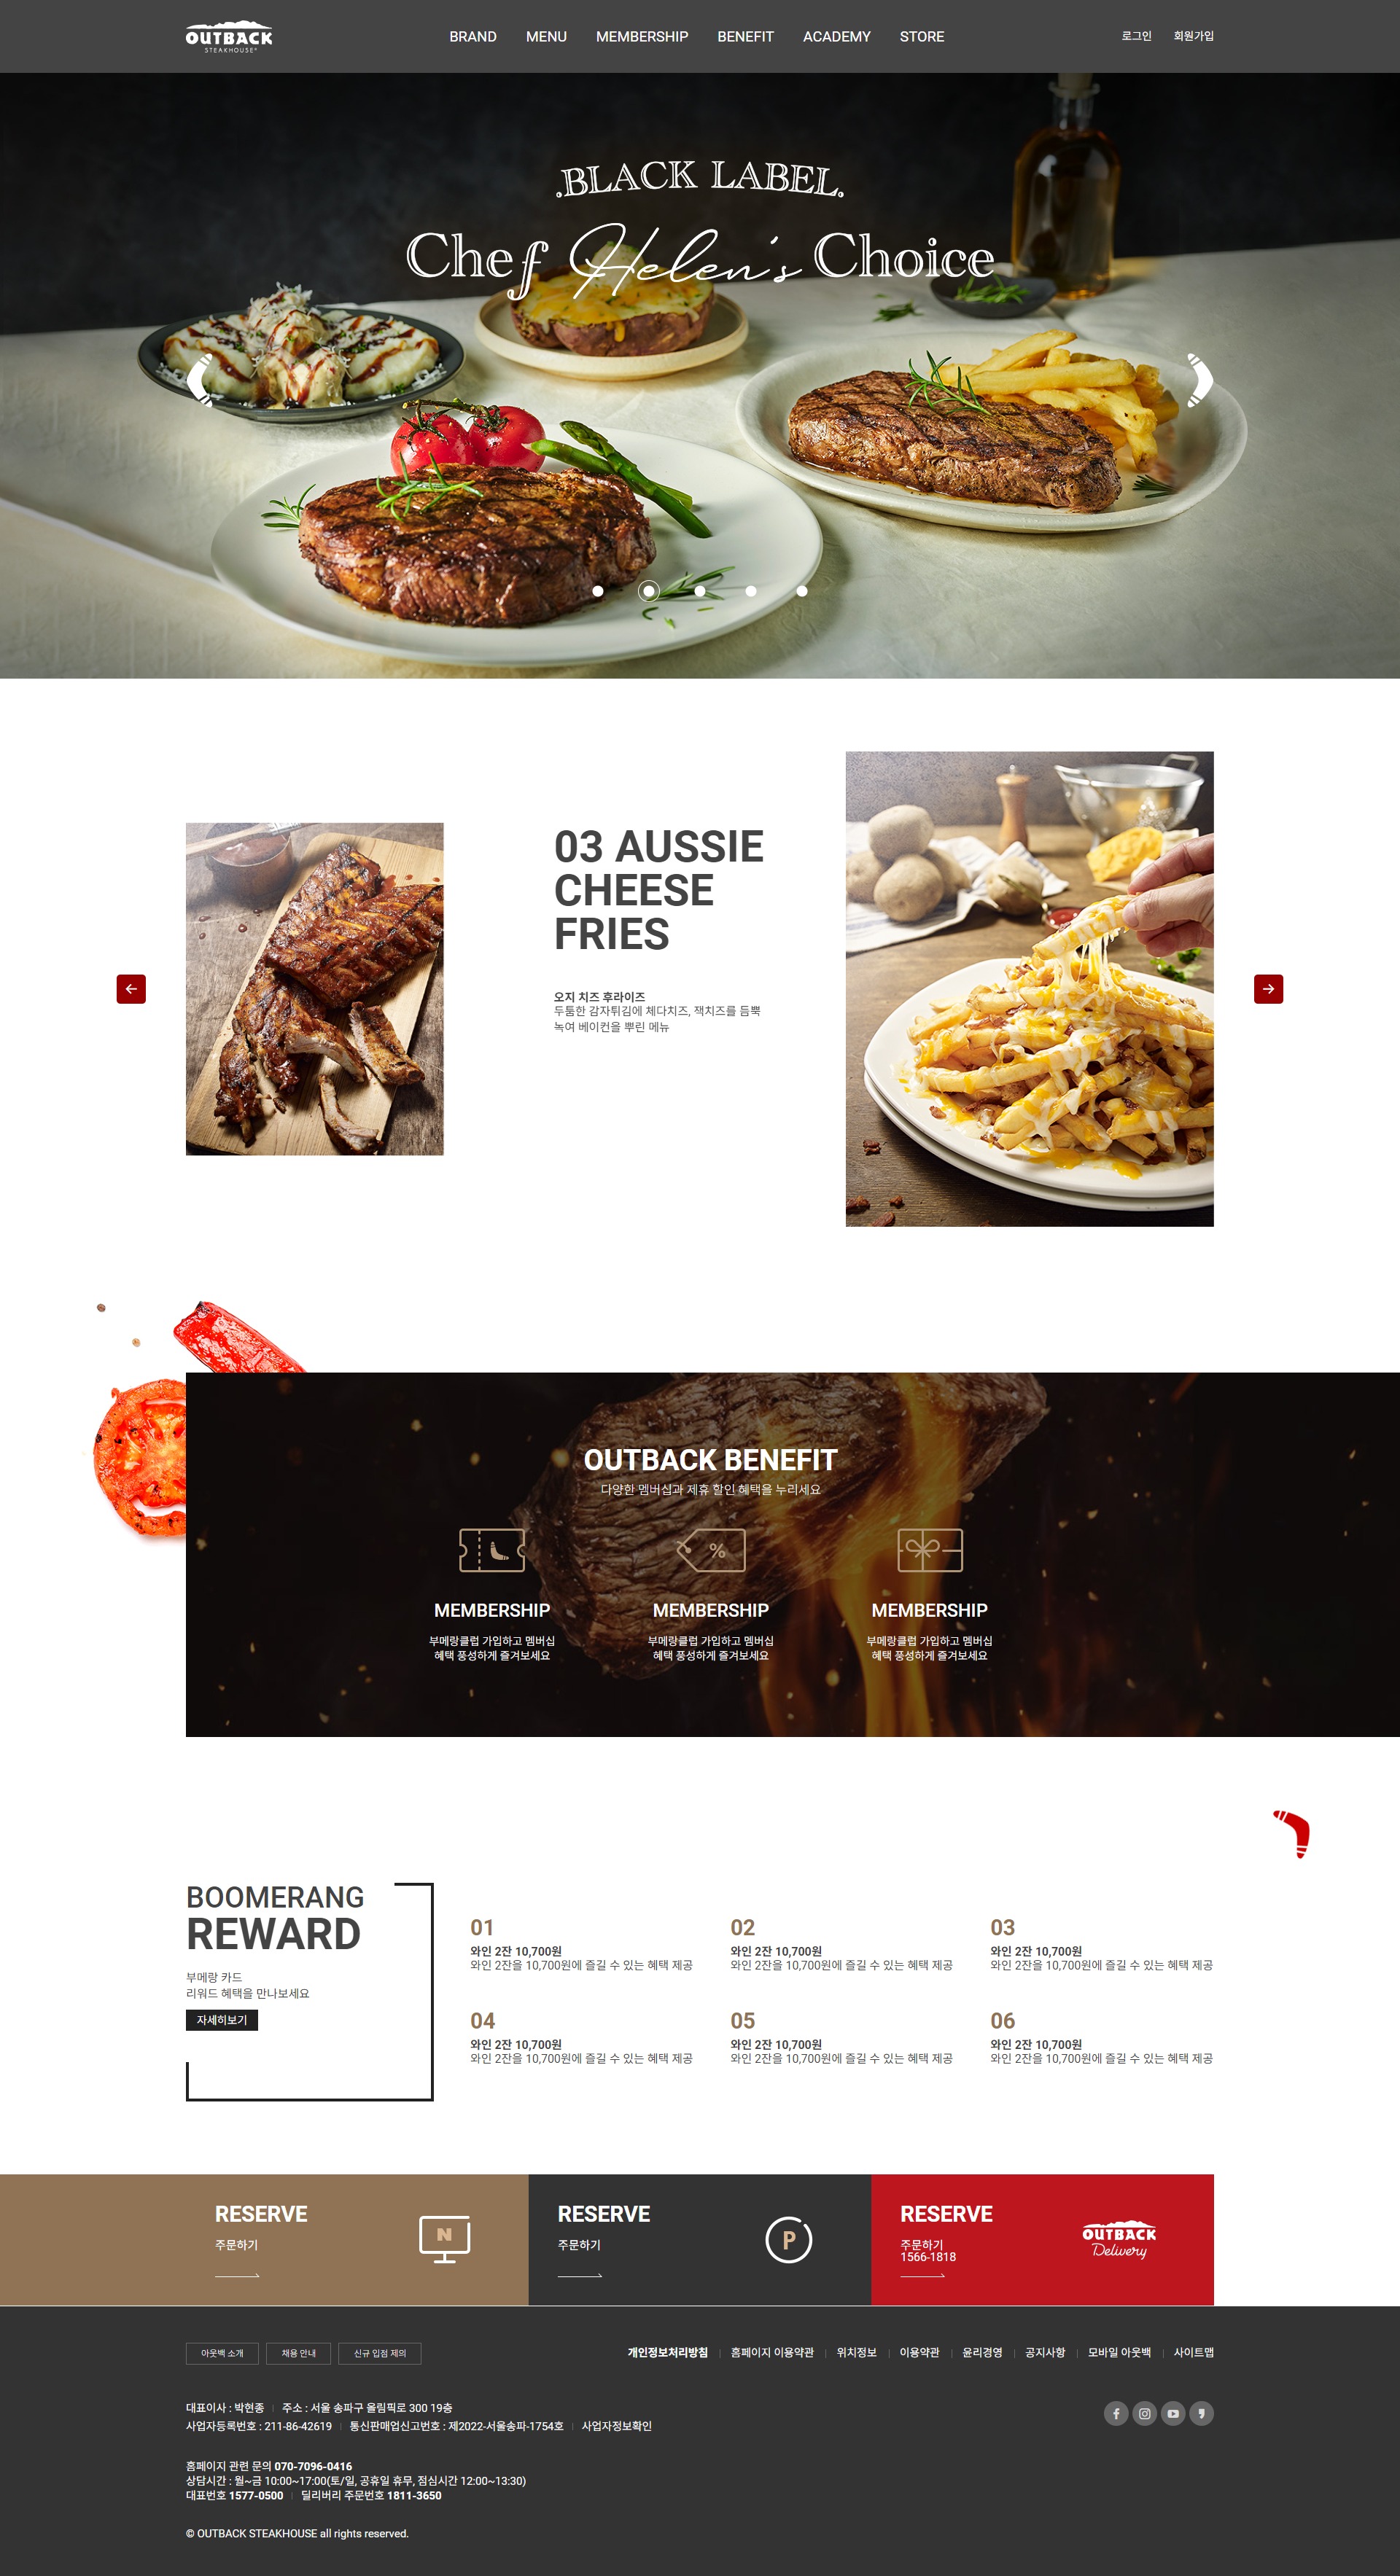 OUTBACK
STEAKHOUSE
BRAND MENU MEMBERSHIP BENEFIT ACADEMY STORE
로그인 회원가입
BLACK LABEL
Chef Helen's Choice
03 AUSSIE
CHEESE
FRIES
오지 치즈 후라이즈
두툼한 감자튀김에 체다치즈, 잭치즈를 듬뿍
녹여 베이컨을 뿌린 메뉴
OUTBACK BENEFIT
다양한 멤버십과 제휴 할인 혜택을 누리세요
%
MEMBERSHIP
부메랑클럽 가입하고 멤버십
혜택 풍성하게 즐겨보세요
MEMBERSHIP
부메랑클럽 가입하고 멤버십
혜택 풍성하게 즐겨보세요
MEMBERSHIP
부메랑클럽 가입하고 멤버십
혜택 풍성하게 즐겨보세요
BOOMERANG
REWARD
부메랑 카드
리워드 혜택을 만나보세요
자세히보기
01
와인 2잔 10,700원
와인 2잔을 10,700원에 즐길 수 있는 혜택 제공
02
와인 2잔 10,700원
와인 2잔을 10,700원에 즐길 수 있는 혜택 제공
03
와인 2잔 10,700원
와인 2잔을 10,700원에 즐길 수 있는 혜택 제공
04
와인 2잔 10,700원
와인 2잔을 10,700원에 즐길 수 있는 혜택 제공
05
와인 2잔 10,700원
와인 2잔을 10,700원에 즐길 수 있는 혜택 제공
06
와인 2잔 10,700원
와인 2잔을 10,700원에 즐길 수 있는 혜택 제공
RESERVE
주문하기
N
RESERVE
주문하기
P
RESERVE
주문하기
1566-1818
OUTBACK
Delivery
아웃백 소개 채용 안내 신규 입점 제의
개인정보처리방침 홈페이지 이용약관 위치정보 이용약관 윤리경영 공지사항 모바일 아웃백 사이트맵
대표이사 : 박현종 주소 : 서울 송파구 올림픽로 300 19층
사업자등록번호 : 211-86-42619 통신판매업신고번호 : 제2022-서울송파-1754호 사업자정보확인
홈페이지 관련 문의 070-7096-0416
상담시간 : 월~금 10:00~17:00(토/일, 공휴일 휴무, 점심시간 12:00~13:30)
대표번호 1577-0500 딜리버리 주문번호 1811-3650
© OUTBACK STEAKHOUSE all rights reserved.